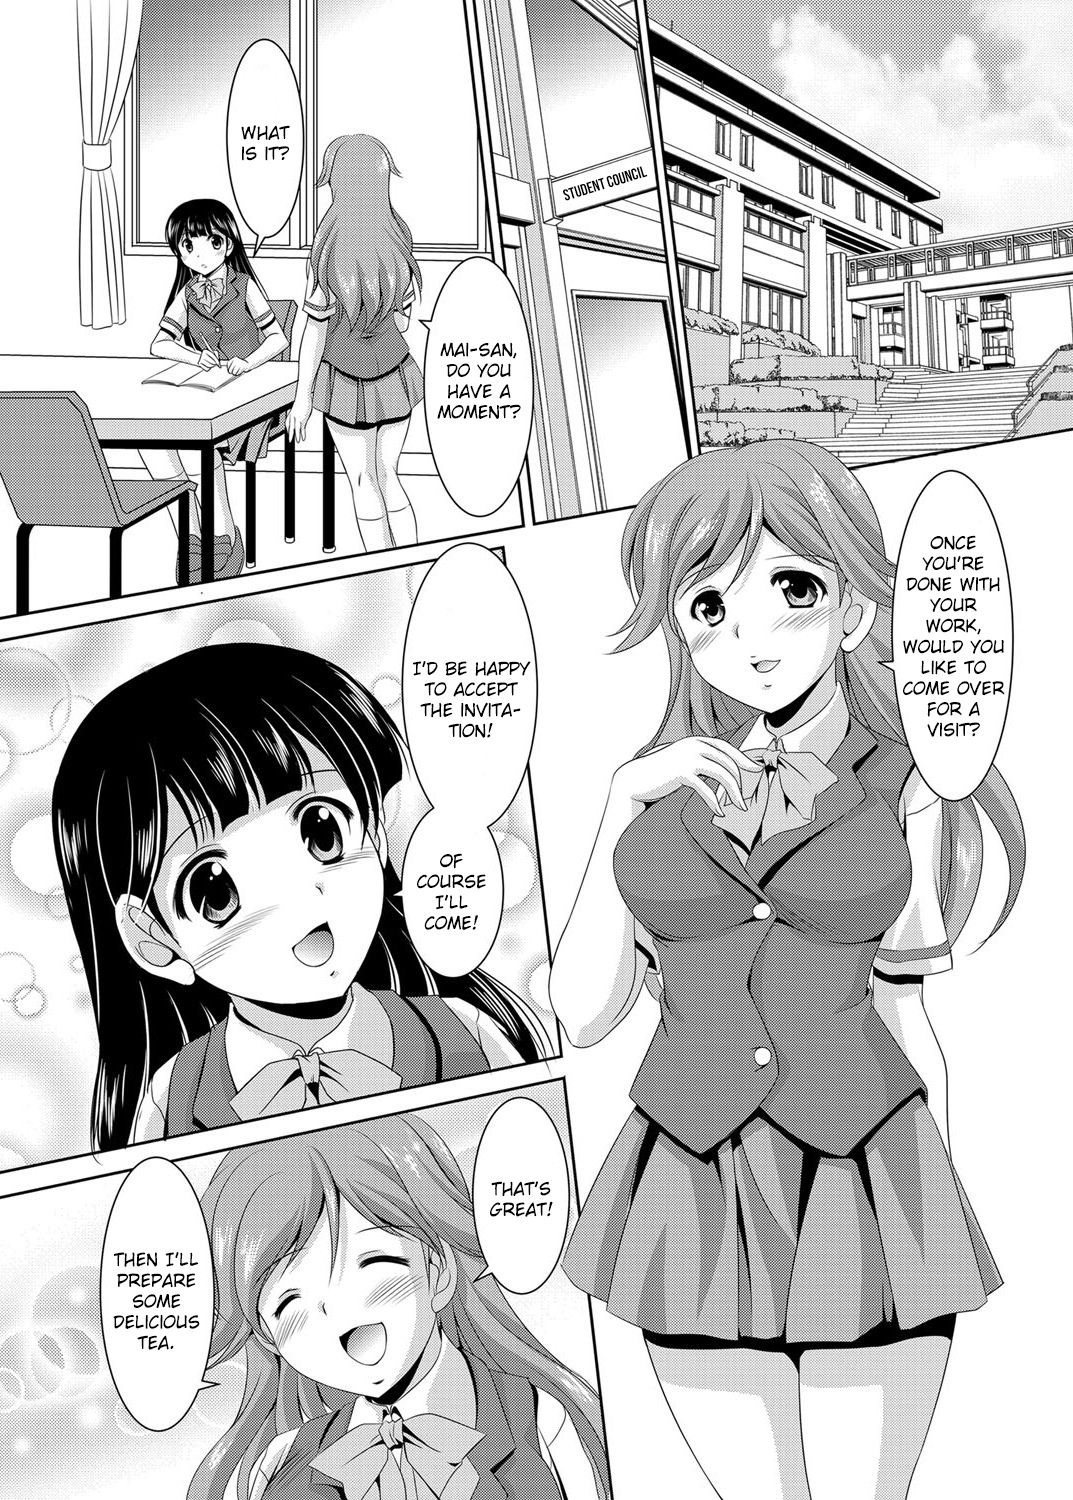 STUDENT COUNCIL
MAI-SAN,
DO YOU
HAVE A
MOMENT?
WHAT
IS IT?
ONCE
YOU'RE
DONE WITH
YOUR
WORK,
WOULD YOU
LIKE TO
COME OVER
FOR A
VISIT?
I'D BE HAPPY
TO ACCEPT
THE INVITA-
TION!
OF
COURSE
I'LL
COME!
THAT'S
GREAT!
THEN I'LL
PREPARE
SOME
DELICIOUS
TEA.